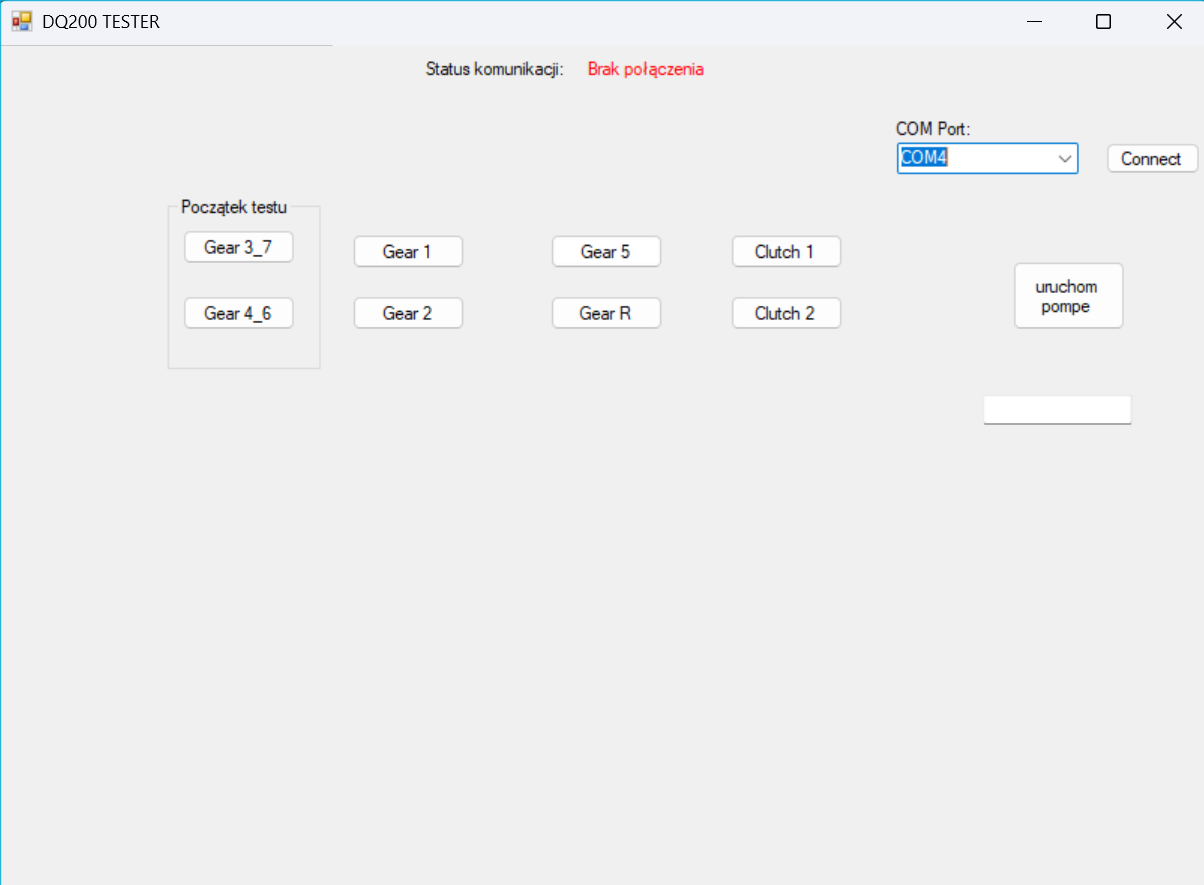 DQ200 TESTER
Status komunikacji: Brak połączenia
COM Port:
COM4
Connect
Początek testu
Gear 3_7
Gear 1
Gear 5
Clutch 1
uruchom
pompe
Gear 4_6
Gear 2
Gear R
Clutch 2